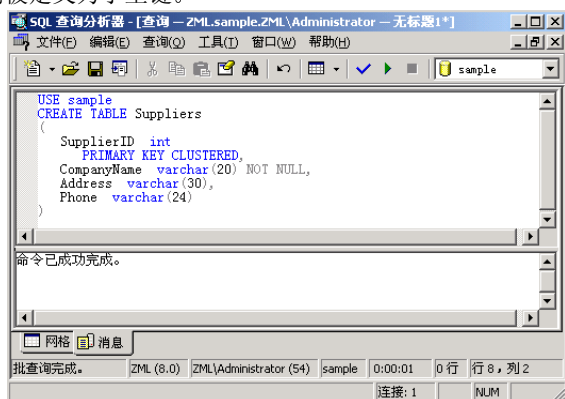 SQL 查询分析器 - [查询 — ZML.sample.ZML\Administrator — 无标题1*]
文件(F) 编辑(E) 查询(Q) 工具(T) 窗口(W) 帮助(H)
sample
USE sample
CREATE TABLE Suppliers
(
SupplierID int
PRIMARY KEY CLUSTERED,
CompanyName varchar(20) NOT NULL,
Address varchar(30),
Phone varchar(24)
)
命令已成功完成。
网格 消息
批查询完成。 ZML (8.0) ZML\Administrator (54) sample 0:00:01 0 行 行 8，列 2
连接: 1 NUM